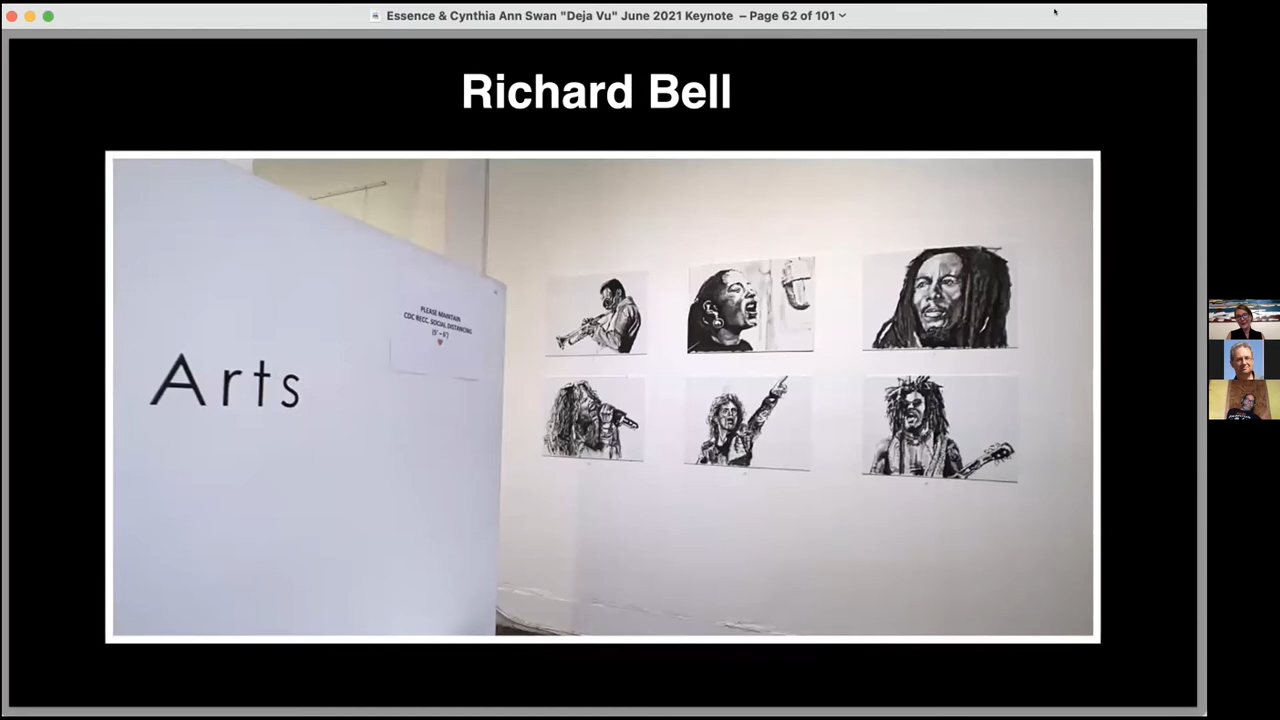 Essence & Cynthia Ann Swan "Deja Vu" June 2021 Keynote – Page 62 of 101
Richard Bell
PLEASE MAINTAIN
CDC RECC. SOCIAL DISTANCING
Arts